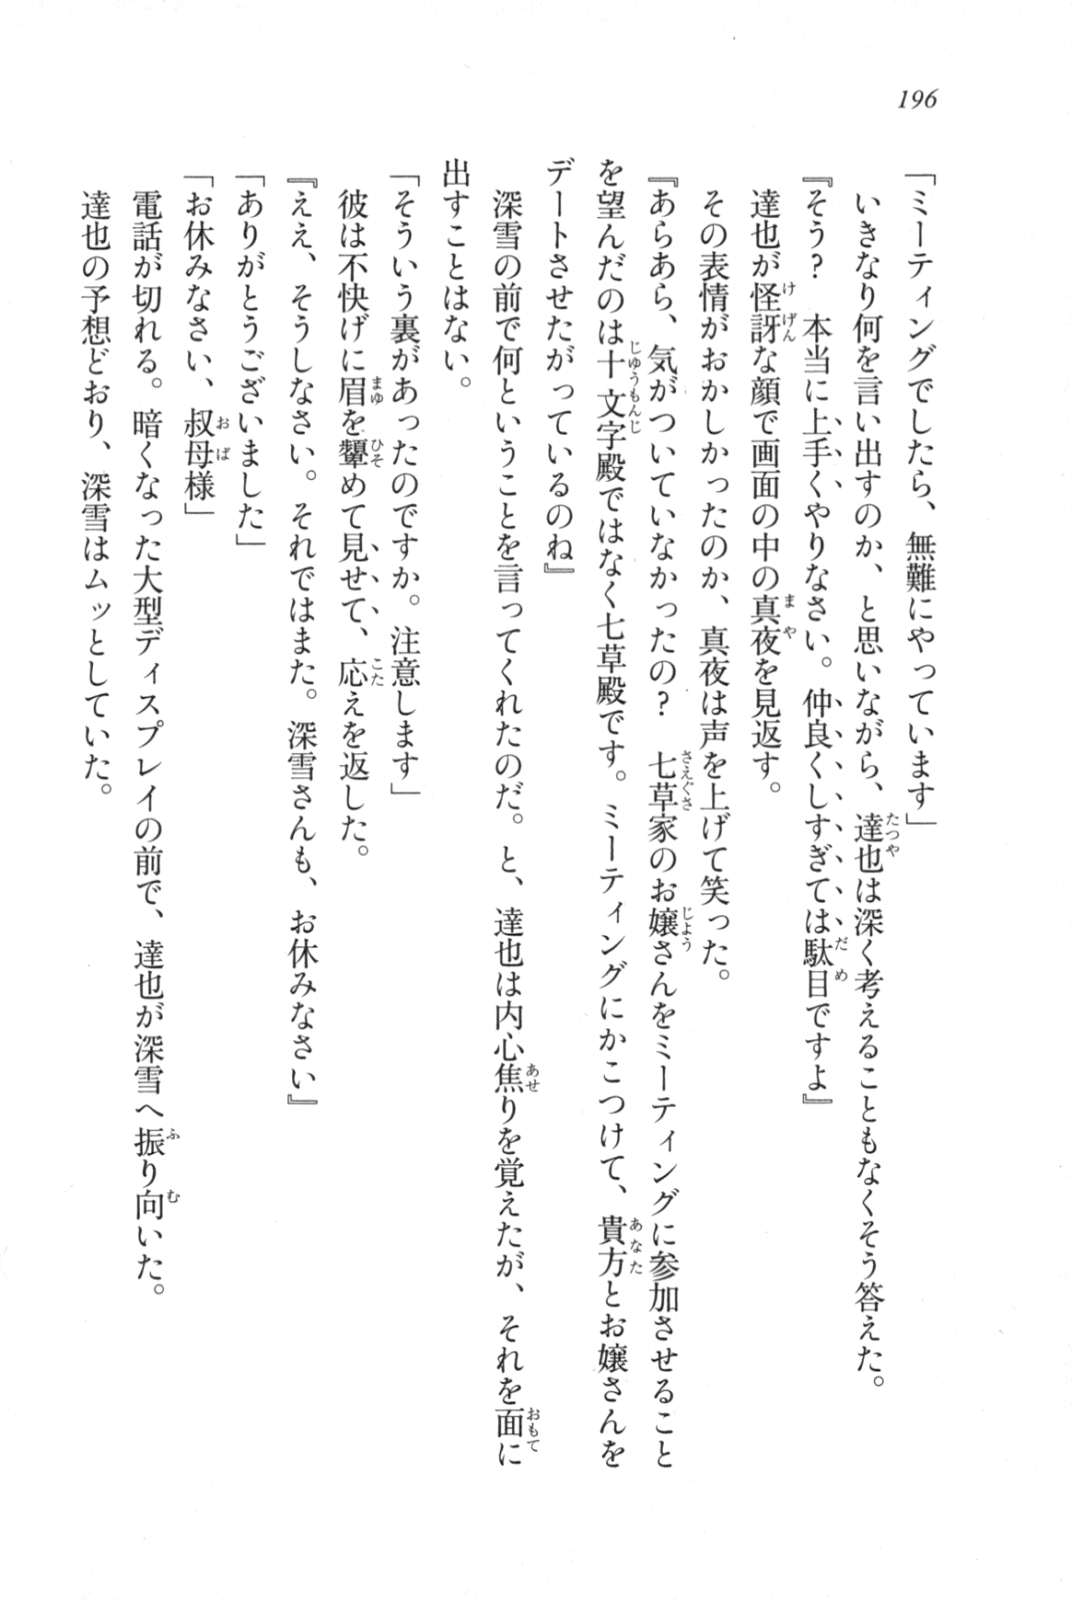 196
「ミーティングでしたら、無難にやっています」
いきなり何を言い出すのか、と思いながら、達也は深く考えることもなくそう答えた。
『そう？　本当に上手くやりなさい。仲良くしすぎては駄目ですよ』
達也が怪訝な顔で画面の中の真夜を見返す。
その表情がおかしかったのか、真夜は声を上げて笑った。
『あらあら、気がついていなかったの？　七草家のお嬢さんをミーティングに参加させること
を望んだのは十文字殿ではなく七草殿です。ミーティングにかこつけて、貴方とお嬢さんを
デートさせたがっているのね』
深雪の前で何ということを言ってくれたのだ。と、達也は内心焦りを覚えたが、それを面に
出すことはない。
「そういう裏があったのですか。注意します」
彼は不快げに眉を顰めて見せて、応えを返した。
『ええ、そうしなさい。それではまた。深雪さんも、お休みなさい』
「ありがとうございました」
「お休みなさい、叔母様」
電話が切れる。暗くなった大型ディスプレイの前で、達也が深雪へ振り向いた。
達也の予想どおり、深雪はムッとしていた。